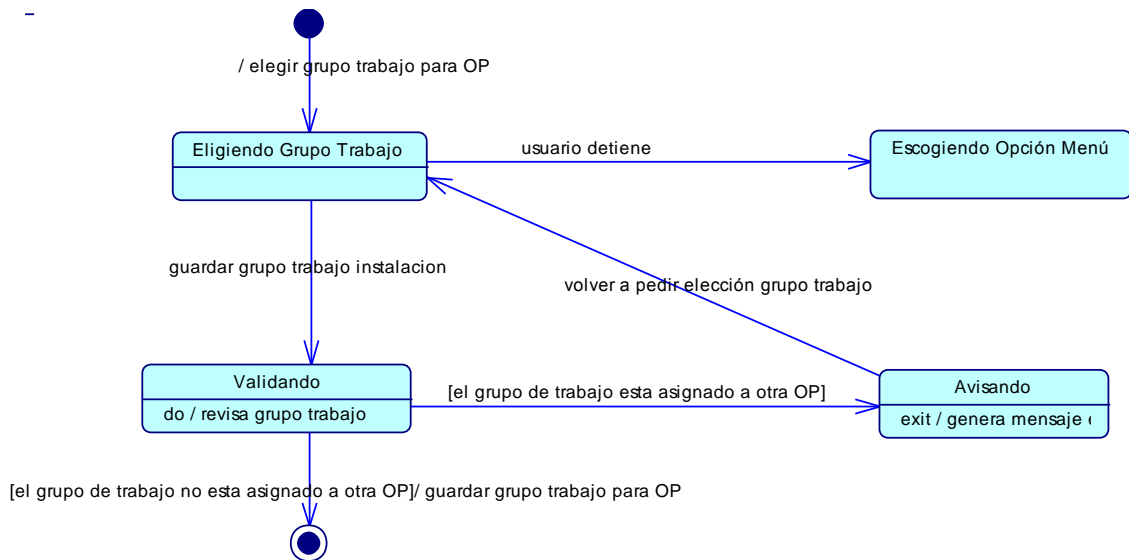 / elegir grupo trabajo para OP
Eligiendo Grupo Trabajo
usuario detiene
Escogiendo Opción Menú
guardar grupo trabajo instalacion
volver a pedir elección grupo trabajo
Validando
do / revisa grupo trabajo
[el grupo de trabajo esta asignado a otra OP]
Avisando
exit / genera mensaje
[el grupo de trabajo no esta asignado a otra OP]/ guardar grupo trabajo para OP